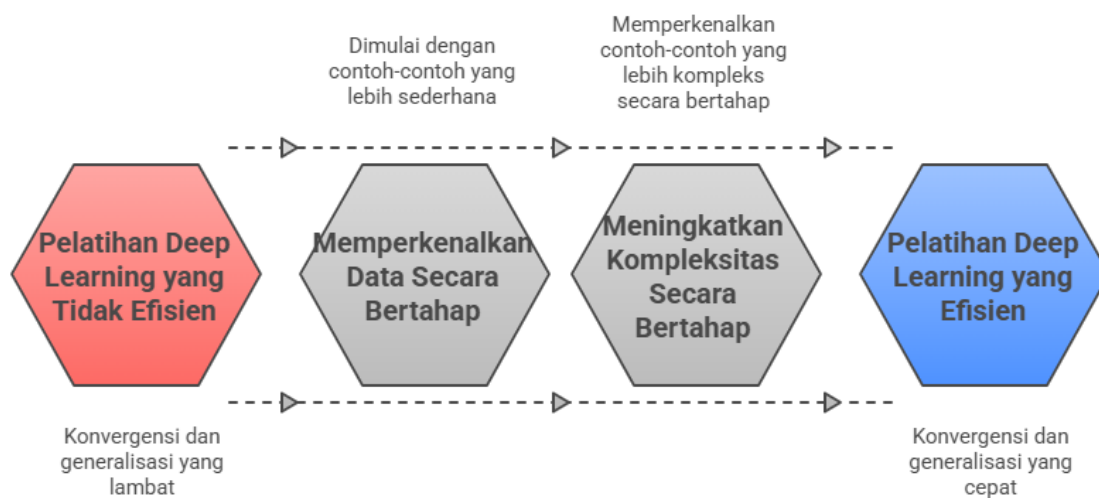 Dimulai dengan
contoh-contoh yang
lebih sederhana
Memperkenalkan
contoh-contoh yang
lebih kompleks
secara bertahap
Pelatihan Deep
Learning yang
Tidak Efisien
Memperkenalkan
Data Secara
Bertahap
Meningkatkan
Kompleksitas
Secara
Bertahap
Pelatihan Deep
Learning yang
Efisien
Konvergensi dan
generalisasi yang
lambat
Konvergensi dan
generalisasi yang
cepat